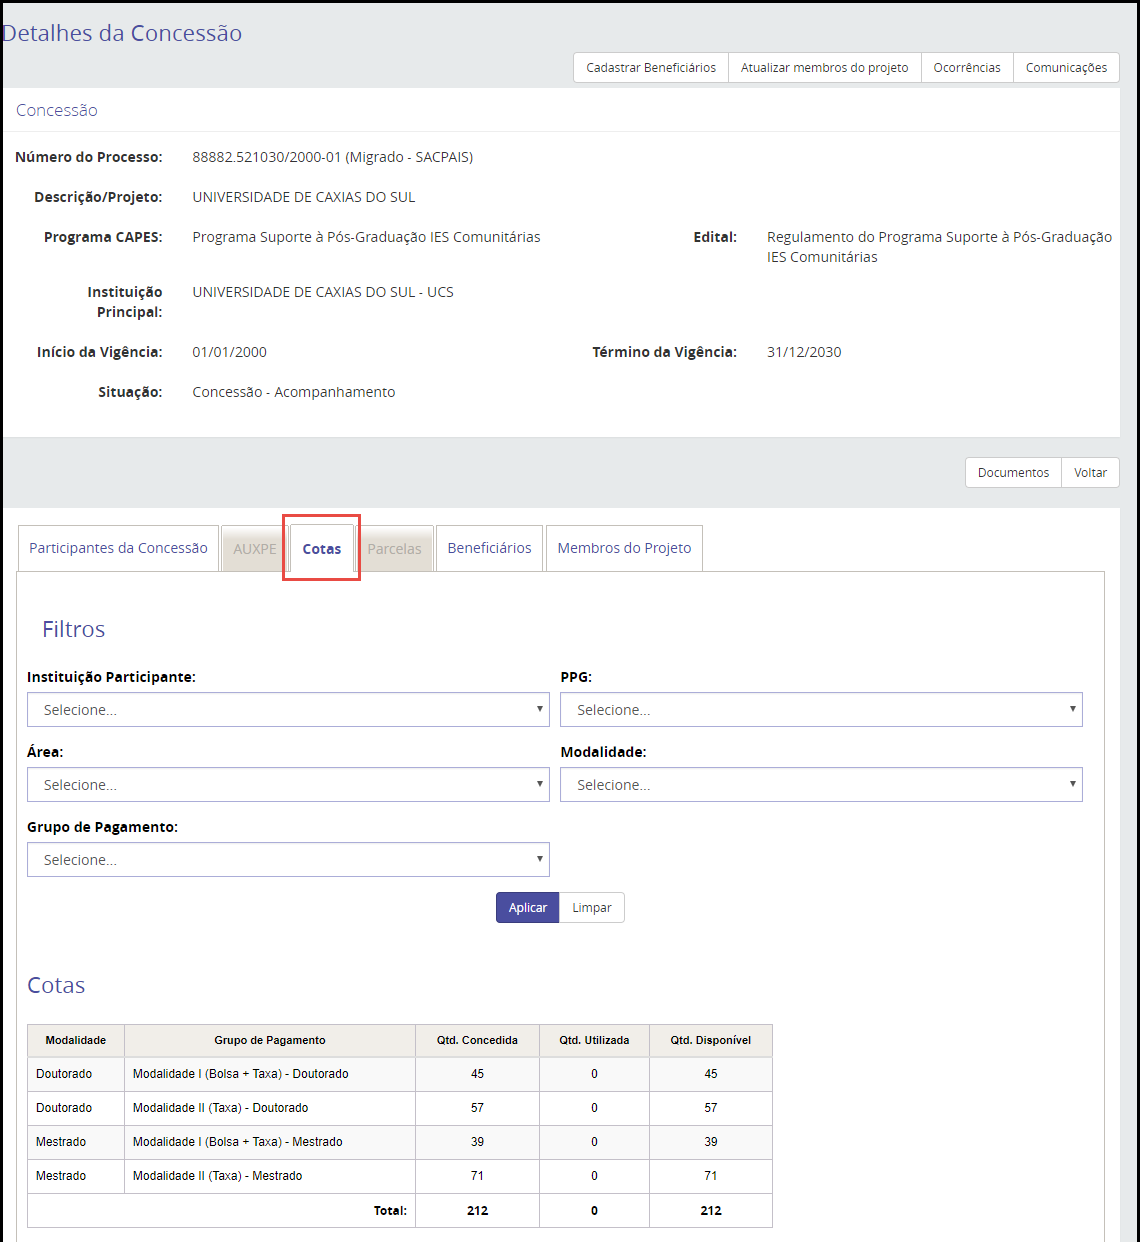 Detalhes da Concessão
Cadastrar Beneficiários Atualizar membros do projeto Ocorrências Comunicações
Concessão
Número do Processo: 88882.521030/2000-01 (Migrado - SACPAIS)
Descrição/Projeto: UNIVERSIDADE DE CAXIAS DO SUL
Programa CAPES: Programa Suporte à Pós-Graduação IES Comunitárias Edital: Regulamento do Programa Suporte à Pós-Graduação
IES Comunitárias
Instituição UNIVERSIDADE DE CAXIAS DO SUL - UCS
Principal:
Início da Vigência: 01/01/2000 Término da Vigência: 31/12/2030
Situação: Concessão - Acompanhamento
Documentos Voltar
Participantes da Concessão AUXPE Cotas Parcelas Beneficiários Membros do Projeto
Filtros
Instituição Participante: PPG:
Selecione... Selecione...
Área: Modalidade:
Selecione... Selecione...
Grupo de Pagamento:
Selecione...
Aplicar Limpar
Cotas
Modalidade Grupo de Pagamento Qtd. Concedida Qtd. Utilizada Qtd. Disponível
Doutorado Modalidade I (Bolsa + Taxa) - Doutorado 45 0 45
Doutorado Modalidade II (Taxa) - Doutorado 57 0 57
Mestrado Modalidade I (Bolsa + Taxa) - Mestrado 39 0 39
Mestrado Modalidade II (Taxa) - Mestrado 71 0 71
Total: 212 0 212